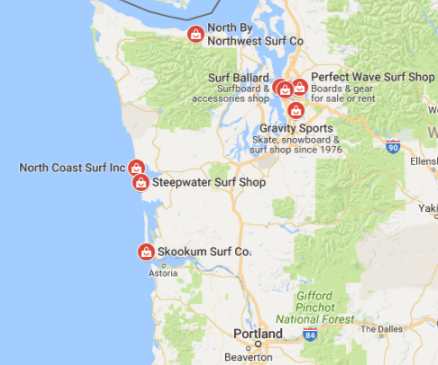 North By
Northwest Surf Co
Surf Ballard
Surfboard &
accessories shop
Perfect Wave Surf Shop
Boards & gear
for sale or rent
Gravity Sports
Skate, snowboard &
surf shop since 1976
90
Ellensb
North Coast Surf Inc
Steepwater Surf Shop
Yaki
Skookum Surf Co.
Astoria
Gifford
Pinchot
National Forest
Portland
84
The Dalles
Beaverton